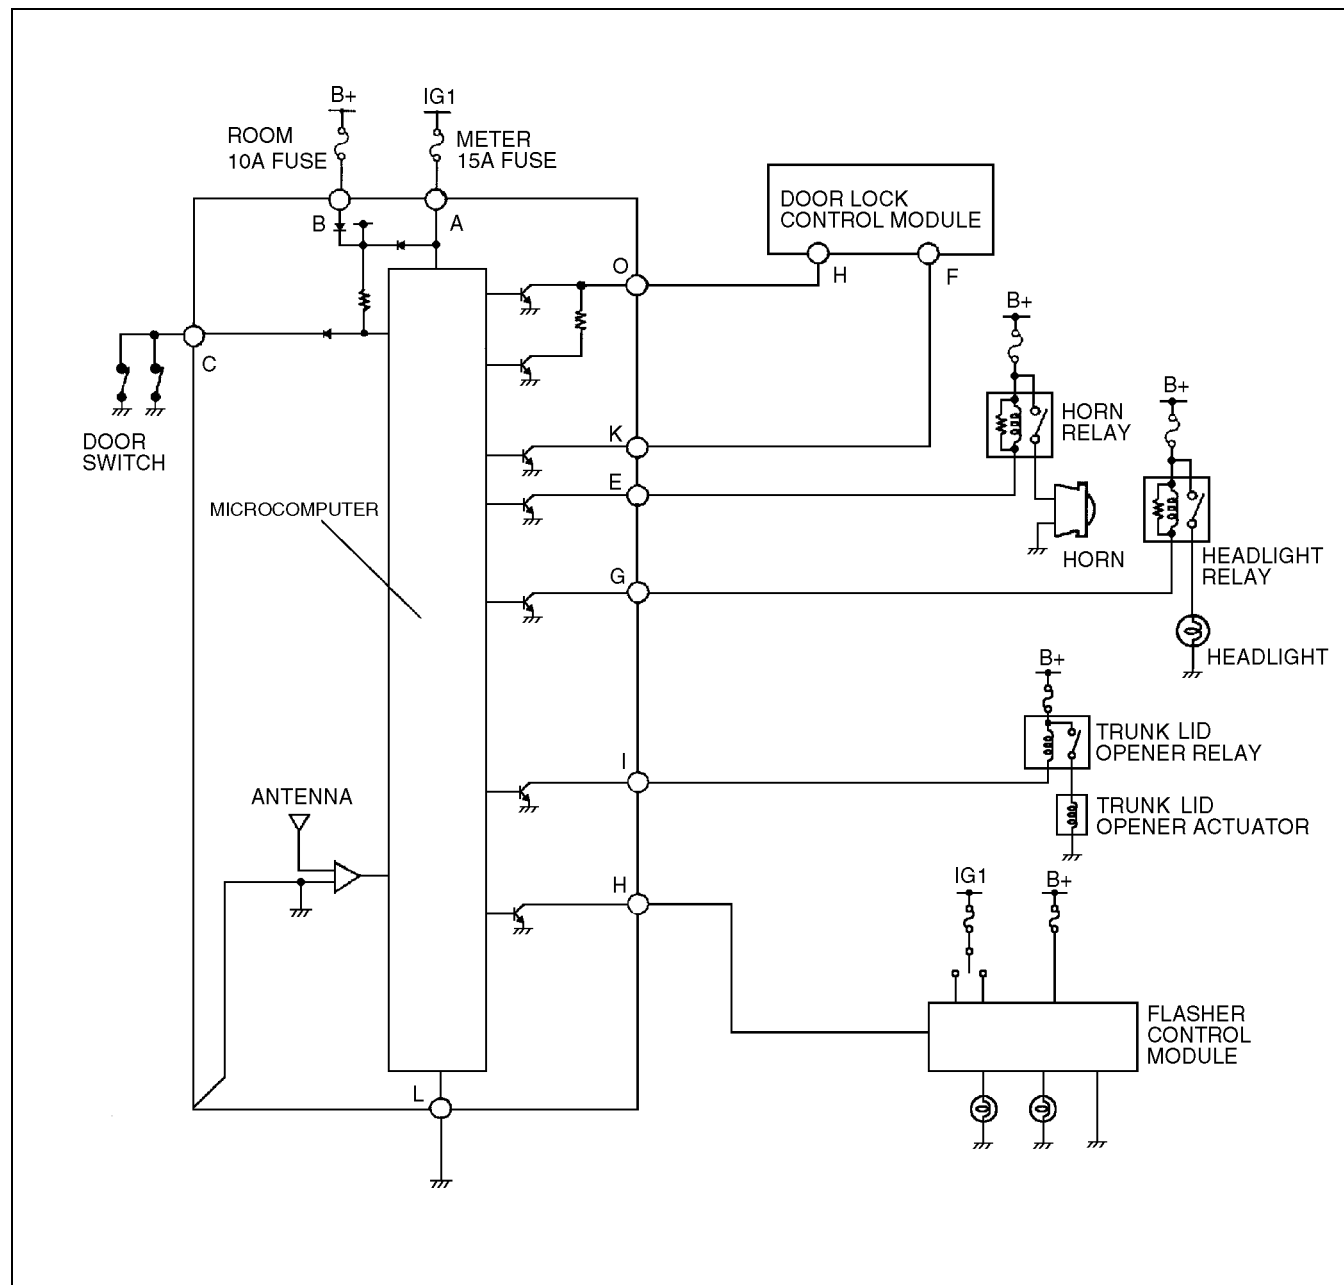 B+
IG1
ROOM
10A FUSE
METER
15A FUSE
B
A
DOOR LOCK
CONTROL MODULE
H
F
O
C
DOOR
SWITCH
K
E
MICROCOMPUTER
B+
HORN
RELAY
HORN
B+
HEADLIGHT
RELAY
HEADLIGHT
G
B+
TRUNK LID
OPENER RELAY
I
TRUNK LID
OPENER ACTUATOR
ANTENNA
H
IG1
B+
FLASHER
CONTROL
MODULE
L